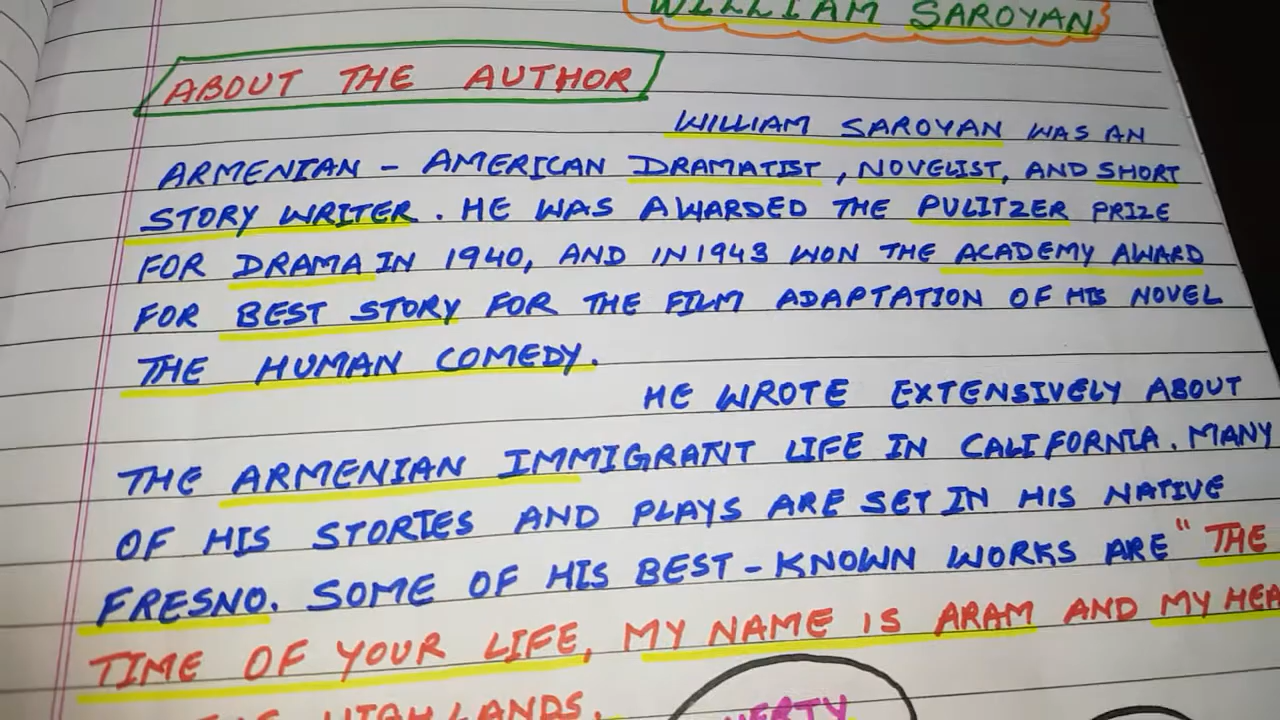 WILLIAM SAROYAN
ABOUT THE AUTHOR
WILLIAM SAROYAN WAS AN
ARMENIAN - AMERICAN DRAMATIST, NOVELIST, AND SHORT
STORY WRITER. HE WAS AWARDED THE PULITZER PRIZE
FOR DRAMA IN 1940, AND IN 1943 WON THE ACADEMY AWARD
FOR BEST STORY FOR THE FILM ADAPTATION OF HIS NOVEL
THE HUMAN COMEDY.
HE WROTE EXTENSIVELY ABOUT
THE ARMENIAN IMMIGRANT LIFE IN CALIFORNIA. MANY
OF HIS STORIES AND PLAYS ARE SET IN HIS NATIVE
FRESNO. SOME OF HIS BEST-KNOWN WORKS ARE "THE
TIME OF YOUR LIFE, MY NAME IS ARAM AND MY
HIGHLANDS.